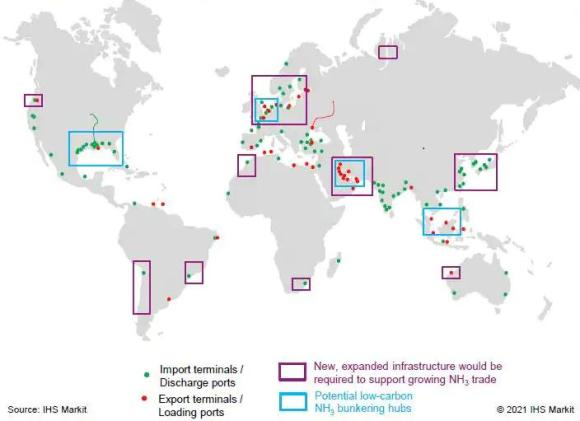 Import terminals /
Discharge ports
Export terminals /
Loading ports
New, expanded infrastructure would be
required to support growing NH₃ trade
Potential low-carbon
NH₃ bunkering hubs
Source: IHS Markit
© 2021 IHS Markit